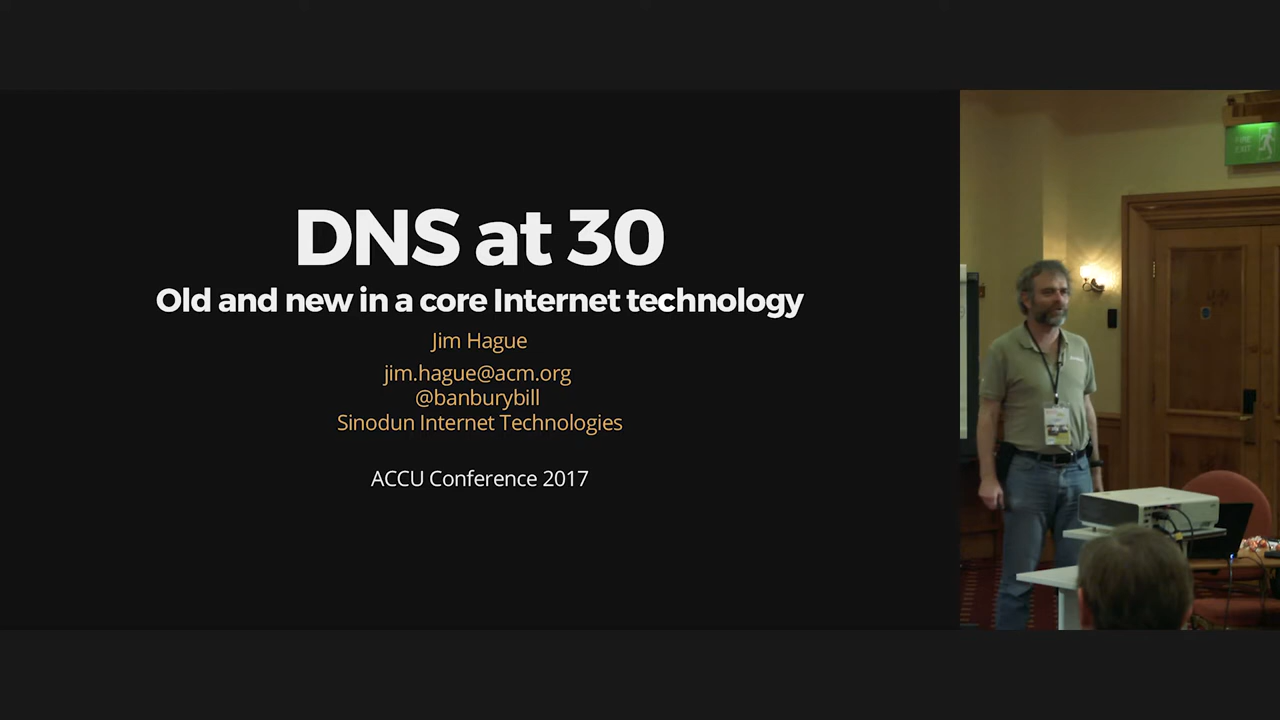 DNS at 30
Old and new in a core Internet technology
Jim Hague
jim.hague@acm.org
@banburybill
Sinodun Internet Technologies
ACCU Conference 2017